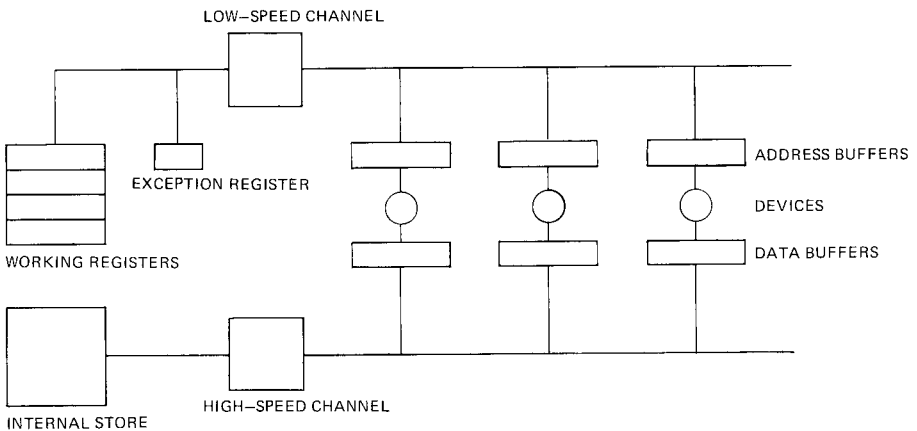 LOW–SPEED CHANNEL
EXCEPTION REGISTER
ADDRESS BUFFERS
DEVICES
WORKING REGISTERS
DATA BUFFERS
HIGH–SPEED CHANNEL
INTERNAL STORE